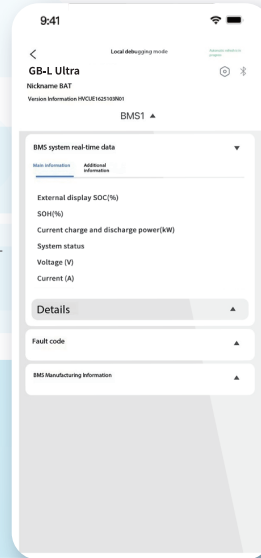 9:41
Local debugging mode
GB-L Ultra
Nickname BAT
Version Information HVCUE1625103N01
BMS1
BMS system real-time data
Main information
Additional
information
External display SOC(%)
SOH(%)
Current charge and discharge power(kW)
System status
Voltage (V)
Current (A)
Details
Fault code
BMS Manufacturing Information